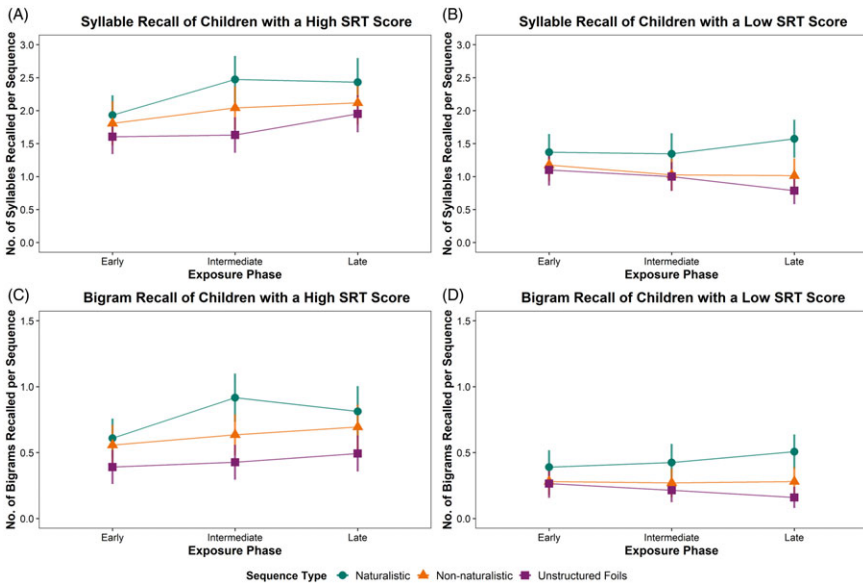 (A)
Syllable Recall of Children with a High SRT Score
No. of Syllables Recalled per Sequence
3.0
2.5
2.0
1.5
1.0
0.5
0.0
Early Intermediate Late
Exposure Phase
(B)
Syllable Recall of Children with a Low SRT Score
No. of Syllables Recalled per Sequence
3.0
2.5
2.0
1.5
1.0
0.5
0.0
Early Intermediate Late
Exposure Phase
(C)
Bigram Recall of Children with a High SRT Score
No. of Bigrams Recalled per Sequence
1.5
1.0
0.5
0.0
Early Intermediate Late
Exposure Phase
(D)
Bigram Recall of Children with a Low SRT Score
No. of Bigrams Recalled per Sequence
1.5
1.0
0.5
0.0
Early Intermediate Late
Exposure Phase
Sequence Type Naturalistic Non-naturalistic Unstructured Foils